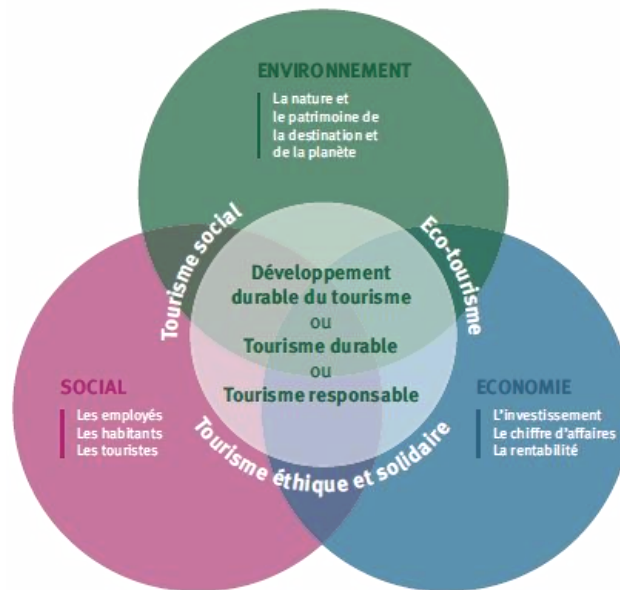 ENVIRONNEMENT
La nature et
le patrimoine de
la destination et
de la planète
Tourisme social
Eco-tourisme
Développement
durable du tourisme
ou
Tourisme durable
ou
Tourisme responsable
SOCIAL
Les employés
Les habitants
Les touristes
ECONOMIE
L'investissement
Le chiffre d'affaires
La rentabilité
Tourisme éthique et solidaire